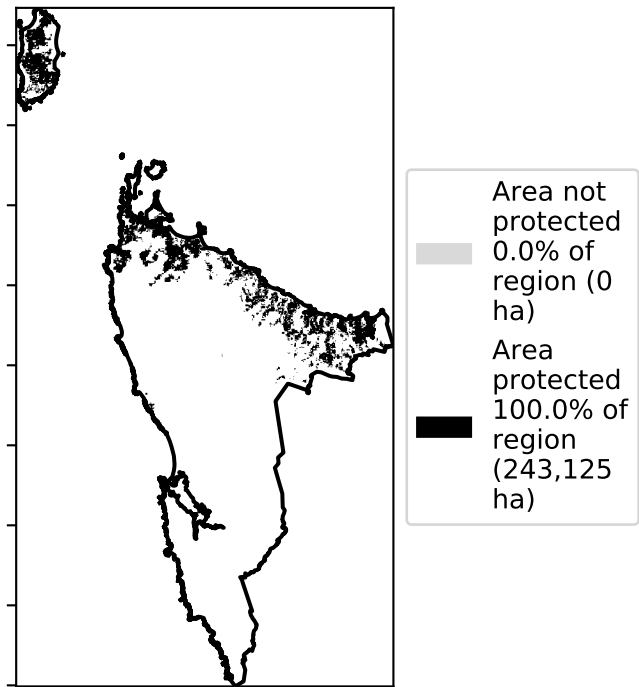 Area not
protected
0.0% of
region (0
ha)
Area
protected
100.0% of
region
(243,125
ha)